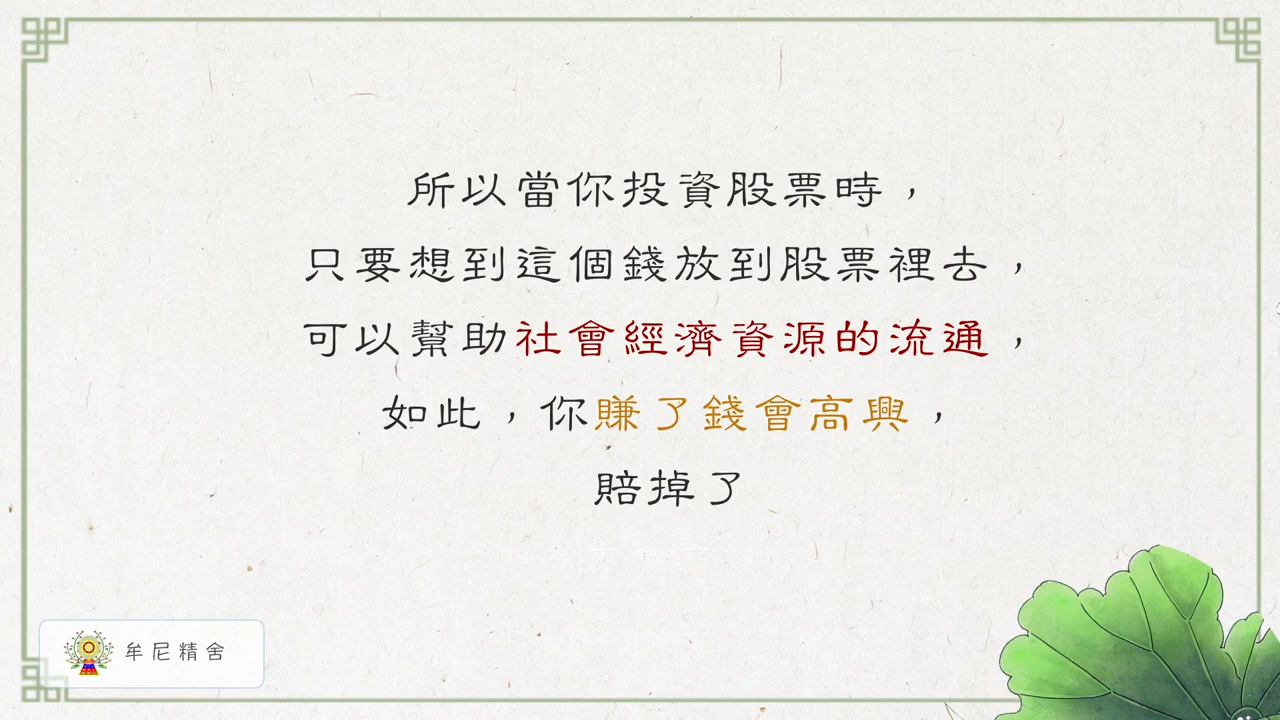 所以當你投資股票時，
只要想到這個錢放到股票裡去，
可以幫助社會經濟資源的流通，
如此，你賺了錢會高興，
賠掉了
牟尼精舍